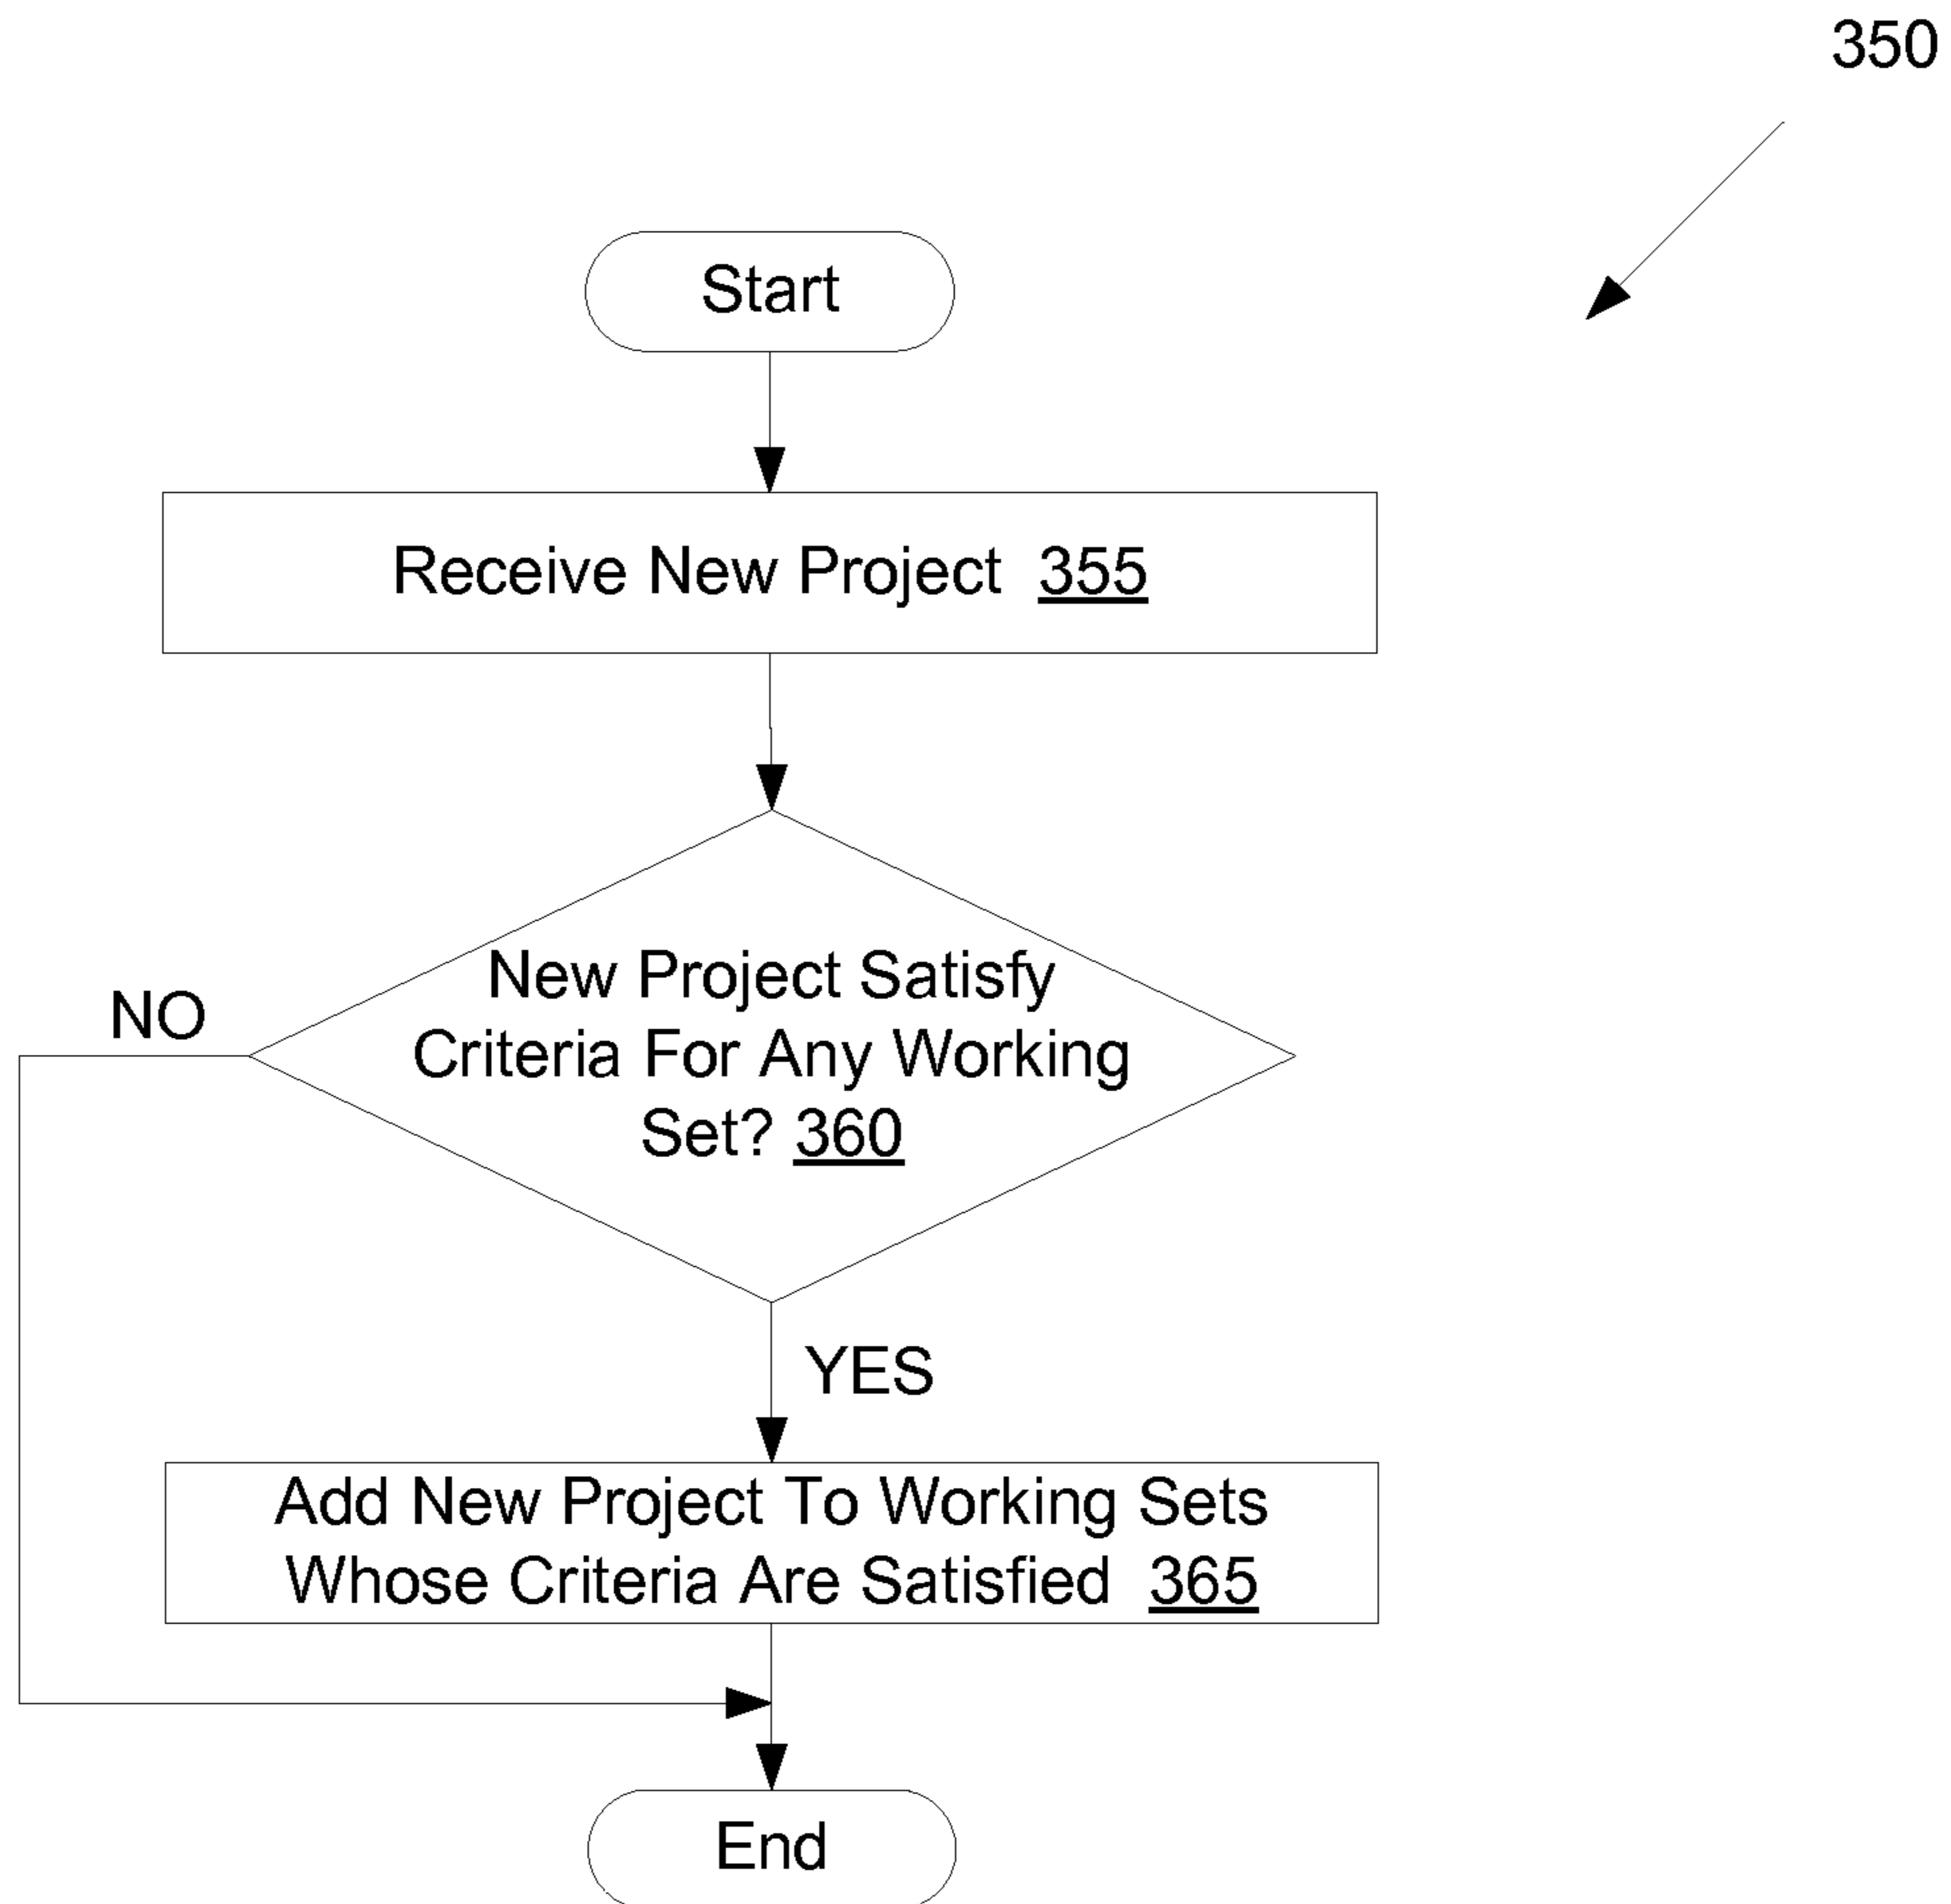 350
Start
Receive New Project 355
New Project Satisfy
Criteria For Any Working
Set? 360
NO
YES
Add New Project To Working Sets
Whose Criteria Are Satisfied 365
End